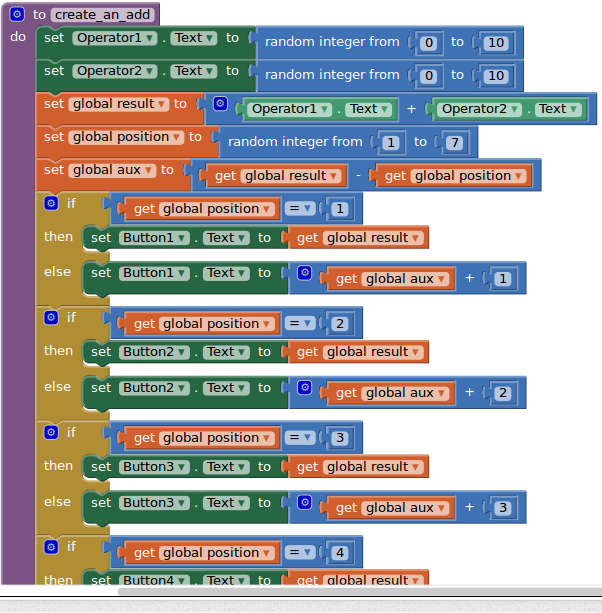 to create_an_add
do set Operator1 . Text to random integer from 0 to 10
set Operator2 . Text to random integer from 0 to 10
set global result to Operator1 . Text + Operator2 . Text
set global position to random integer from 1 to 7
set global aux to get global result - get global position
if get global position = 1
then set Button1 . Text to get global result
else set Button1 . Text to get global aux + 1
if get global position = 2
then set Button2 . Text to get global result
else set Button2 . Text to get global aux + 2
if get global position = 3
then set Button3 . Text to get global result
else set Button3 . Text to get global aux + 3
if get global position = 4
then set Button4 . Text to get global result